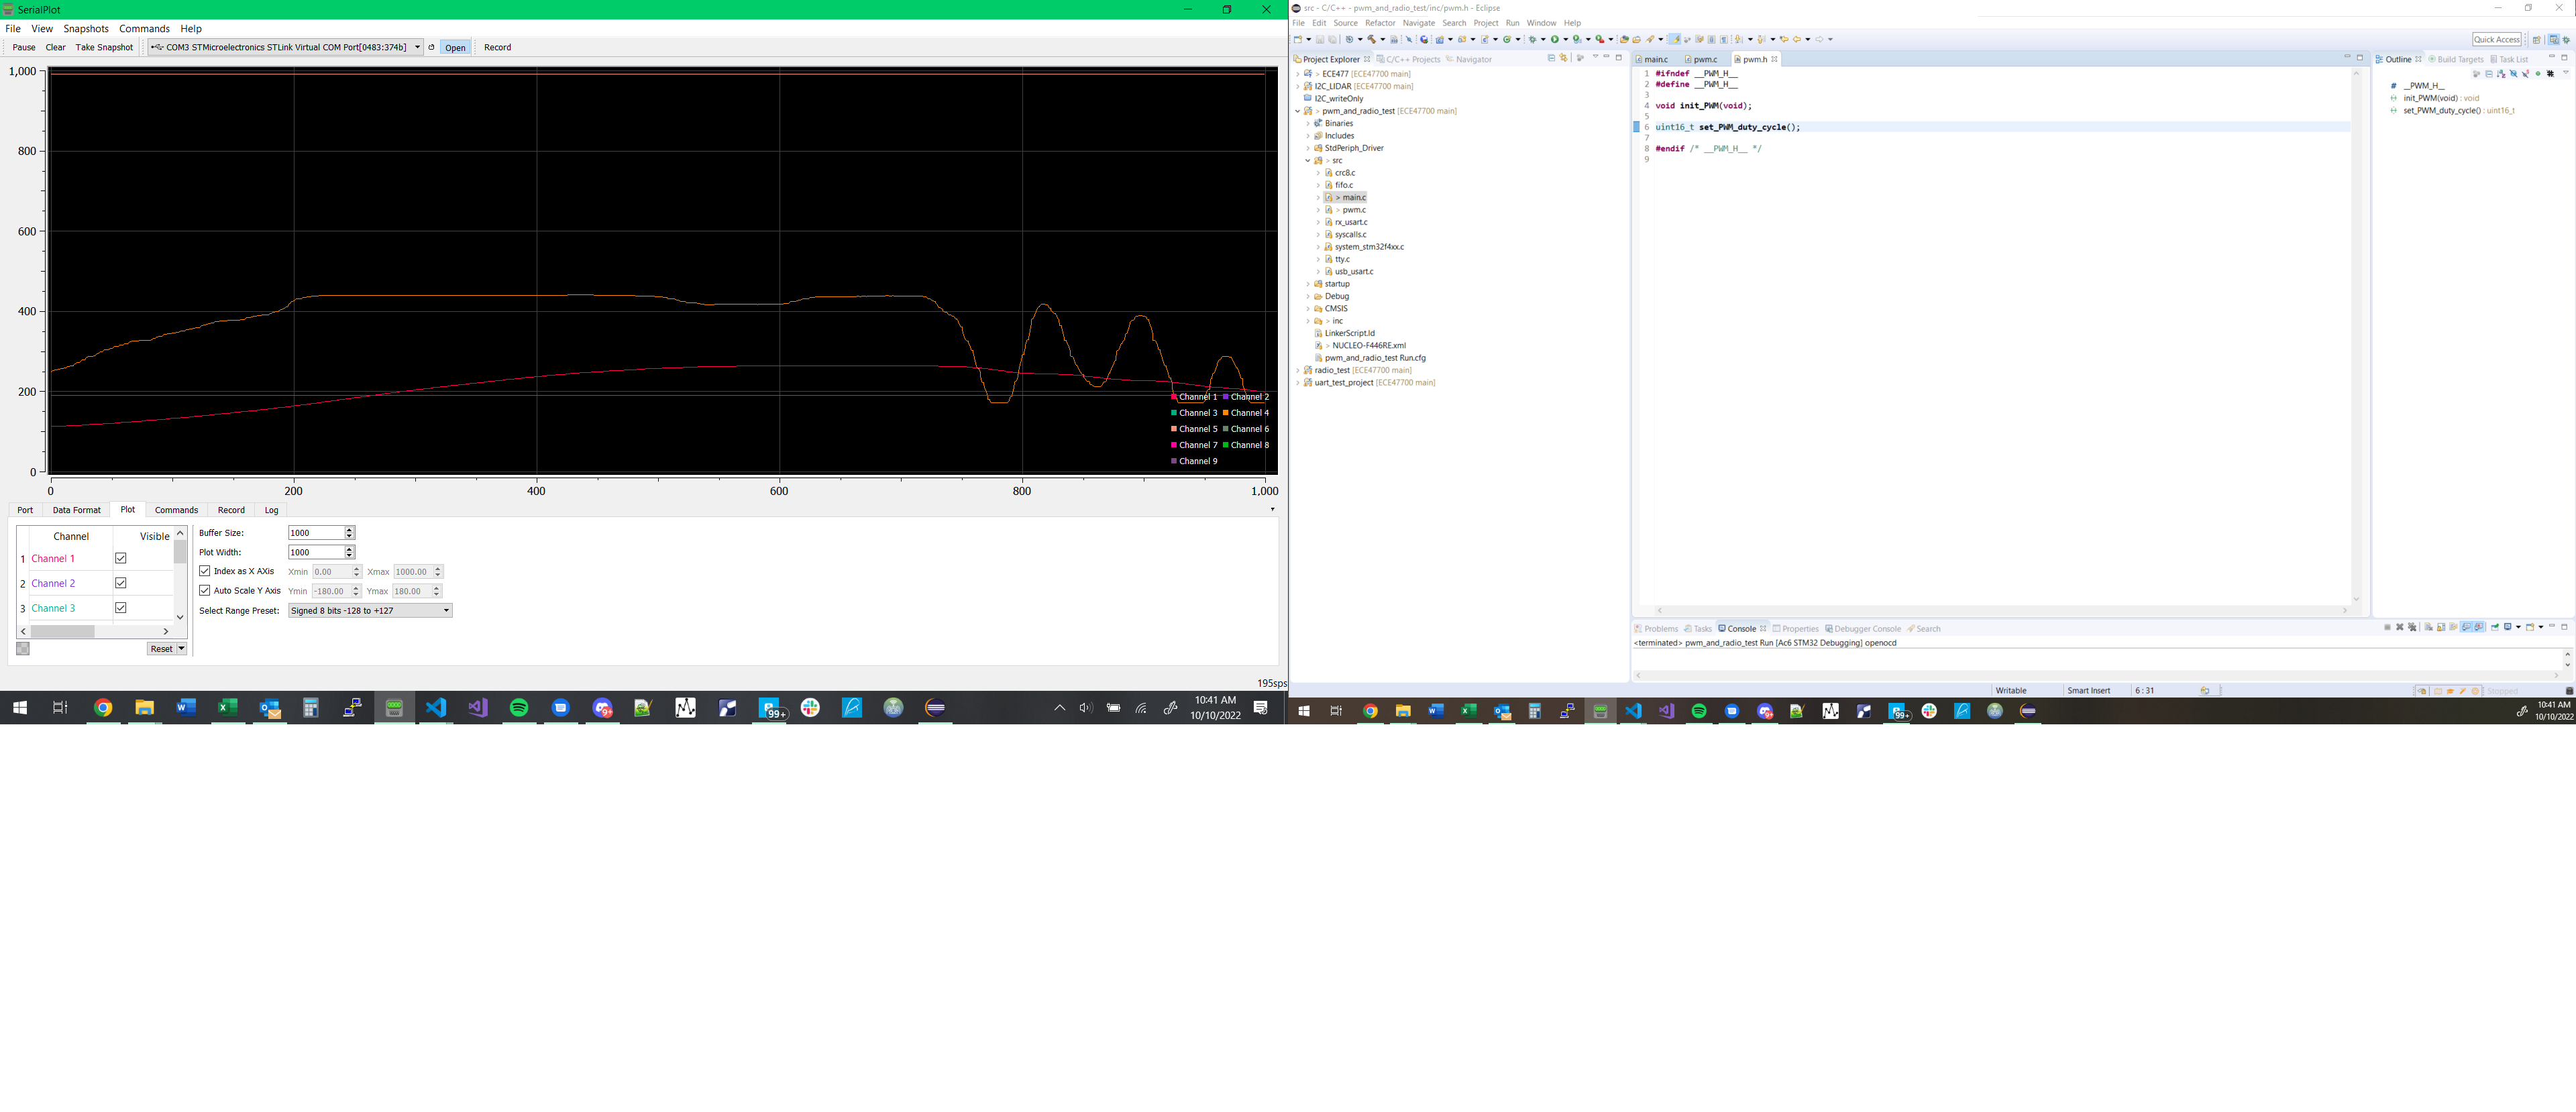 SerialPlot
File View Snapshots Commands Help
Pause Clear Take Snapshot COM3 STMicroelectronics STLink Virtual COM Port[0483:374b] Open Record
1,000
800
600
400
200
0
0 200 400 600 800 1,000
Channel 1 Channel 2
Channel 3 Channel 4
Channel 5 Channel 6
Channel 7 Channel 8
Channel 9
Port Data Format Plot Commands Record Log
Channel Visible
1 Channel 1
2 Channel 2
3 Channel 3
Reset
Buffer Size: 1000
Plot Width: 1000
Index as X AXis Xmin 0.00 Xmax 1000.00
Auto Scale Y Axis Ymin -180.00 Ymax 180.00
Select Range Preset: Signed 8 bits -128 to +127
195sps
99+
10:41 AM
10/10/2022
src - C/C++ - pwm_and_radio_test/inc/pwm.h - Eclipse
File Edit Source Refactor Navigate Search Project Run Window Help
Quick Access
Project Explorer C/C++ Projects Navigator
> ECE477 [ECE47700 main]
I2C_LIDAR [ECE47700 main]
I2C_writeOnly
> pwm_and_radio_test [ECE47700 main]
Binaries
Includes
StdPeriph_Driver
> src
crc8.c
fifo.c
> main.c
> pwm.c
rx_usart.c
syscalls.c
system_stm32f4xx.c
tty.c
usb_usart.c
startup
Debug
CMSIS
> inc
LinkerScript.ld
> NUCLEO-F446RE.xml
pwm_and_radio_test Run.cfg
radio_test [ECE47700 main]
uart_test_project [ECE47700 main]
main.c pwm.c pwm.h
1 #ifndef __PWM_H__
2 #define __PWM_H__
3
4 void init_PWM(void);
5
6 uint16_t set_PWM_duty_cycle();
7
8 #endif /* __PWM_H__ */
9
Outline Build Targets Task List
__PWM_H__
init_PWM(void) : void
set_PWM_duty_cycle() : uint16_t
Problems Tasks Console Properties Debugger Console Search
<terminated> pwm_and_radio_test Run [Ac6 STM32 Debugging] openocd
Writable Smart Insert 6 : 31 Stopped
99+
10:41 AM
10/10/2022